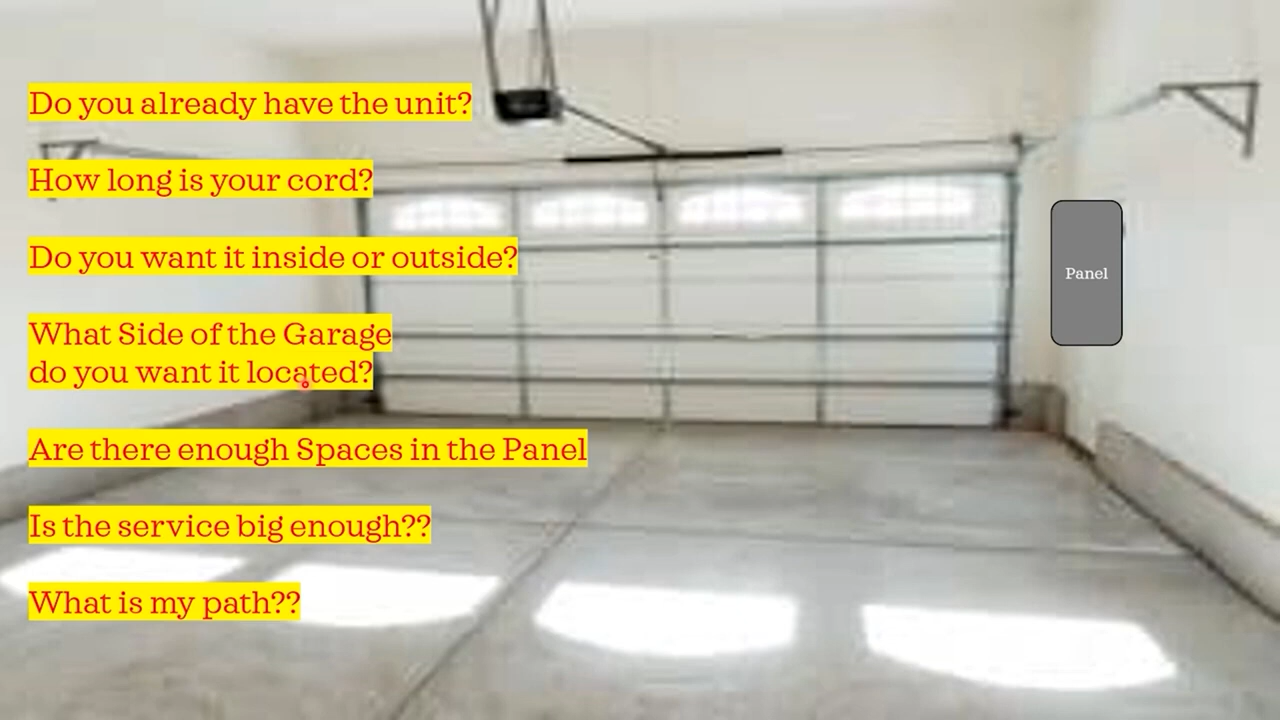 Do you already have the unit?
How long is your cord?
Do you want it inside or outside?
What Side of the Garage
do you want it located?
Are there enough Spaces in the Panel
Is the service big enough??
What is my path??
Panel